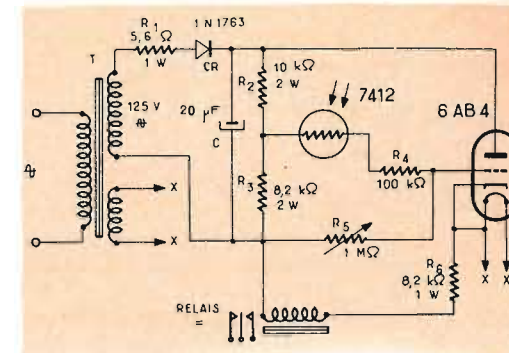 R1
5,6 Ω
1 W
1 N 1763
CR
T
125 V
20 µF
C
R2
10 kΩ
2 W
7412
6 AB 4
R4
100 kΩ
R3
8,2 kΩ
2 W
R5
1 MΩ
R6
8,2 kΩ
1 W
X
X
X
X
RELAIS
=